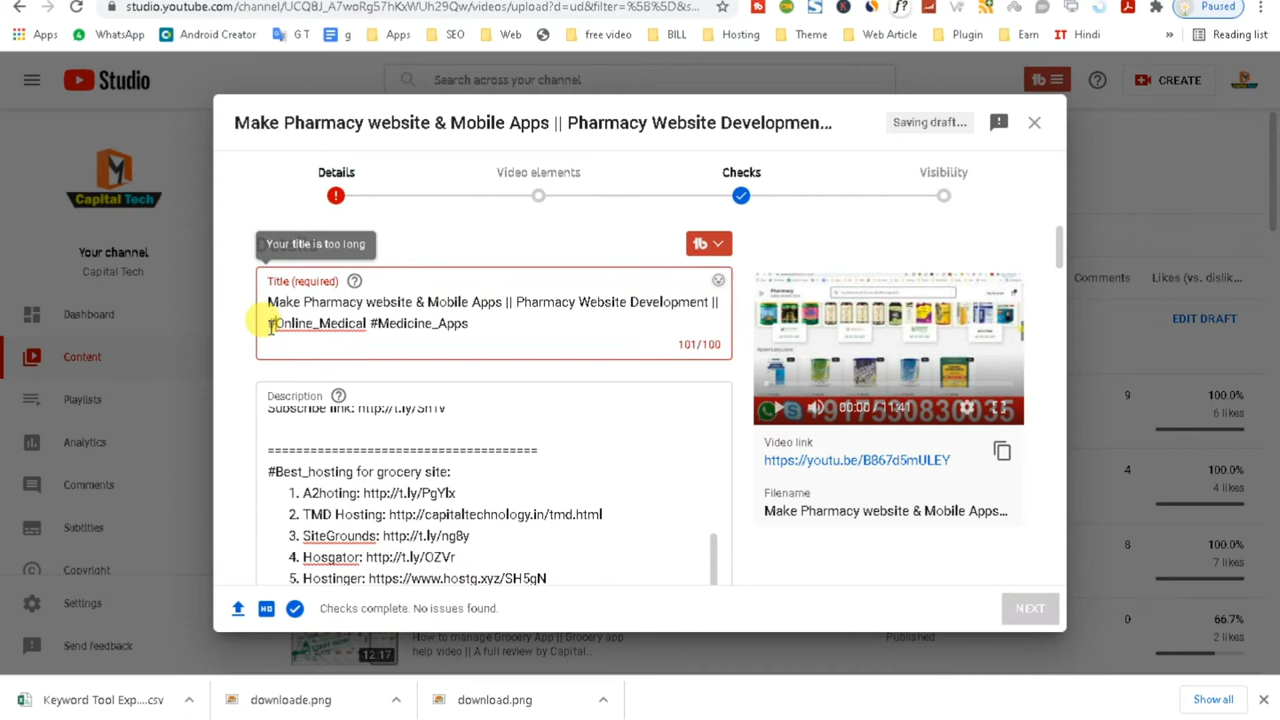 studio.youtube.com/channel/UCQ8J_A7woRg57hKxWUh29Qw/videos/upload?d=ud&filter=%5B%5D&s...
Paused
Apps WhatsApp Android Creator G T g Apps SEO Web free video BILL Hosting Theme Web Article Plugin Earn IT Hindi » Reading list
Studio
Search across your channel
CREATE
Make Pharmacy website & Mobile Apps || Pharmacy Website Developmen...
Saving draft...
Details
Video elements
Checks
Visibility
Capital Tech
Your channel
Capital Tech
Your title is too long
Title (required)
Make Pharmacy website & Mobile Apps || Pharmacy Website Development ||
#Online_Medical #Medicine_Apps
101/100
Description
Subscribe link: http://t.ly/Sh1V
=====================================
#Best_hosting for grocery site:
1. A2hoting: http://t.ly/PgYlx
2. TMD Hosting: http://capitaltechnology.in/tmd.html
3. SiteGrounds: http://t.ly/ng8y
4. Hosgator: http://t.ly/OZVr
5. Hostinger: https://www.hostg.xyz/SH5gN
Pharmacy
00:00 / 11:41
+917530830035
Video link
https://youtu.be/B867d5mULEY
Filename
Make Pharmacy website & Mobile Apps...
Dashboard
Content
Playlists
Analytics
Comments
Subtitles
Copyright
Settings
Send feedback
Comments
Likes (vs. dislik...
EDIT DRAFT
9
100.0%
6 likes
4
100.0%
4 likes
8
100.0%
7 likes
0
66.7%
2 likes
HD
Checks complete. No issues found.
NEXT
12:17
How to manage Grocery App || Grocery app
help video || A full review by Capital...
Published
Keyword Tool Exp....csv
downloade.png
download.png
Show all